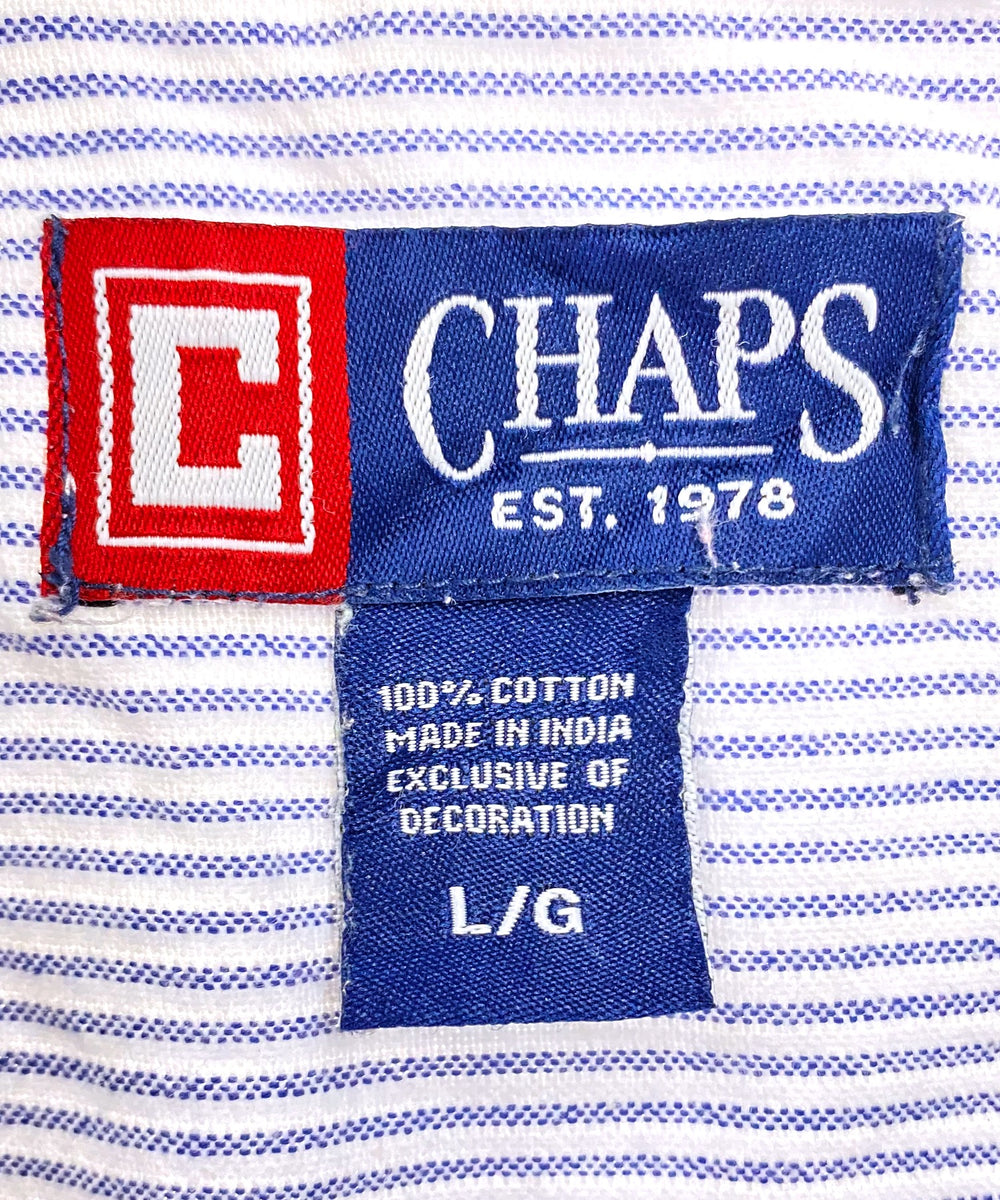 C
CHAPS
EST. 1978
100% COTTON
MADE IN INDIA
EXCLUSIVE OF
DECORATION
L/G